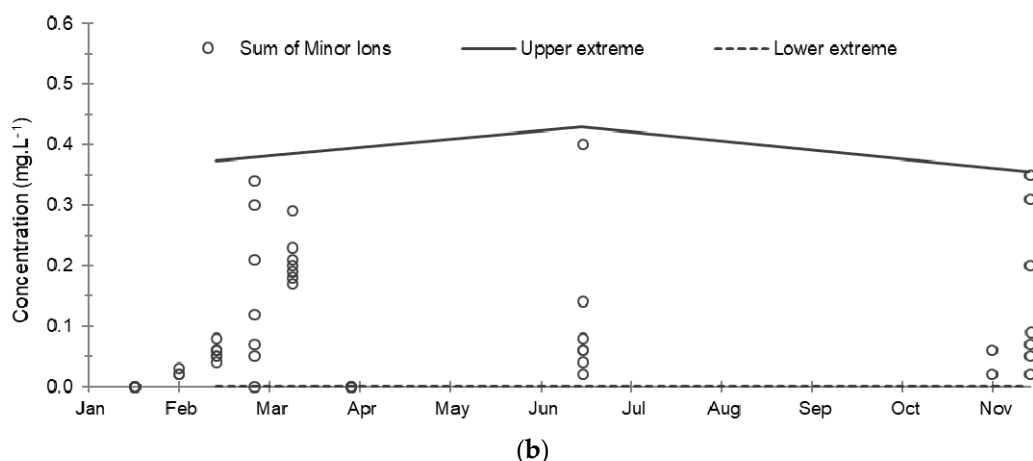 0.6
Sum of Minor Ions Upper extreme Lower extreme
0.5
0.4
0.3
0.2
0.1
0.0
Concentration (mg.L⁻¹)
Jan Feb Mar Apr May Jun Jul Aug Sep Oct Nov
(b)